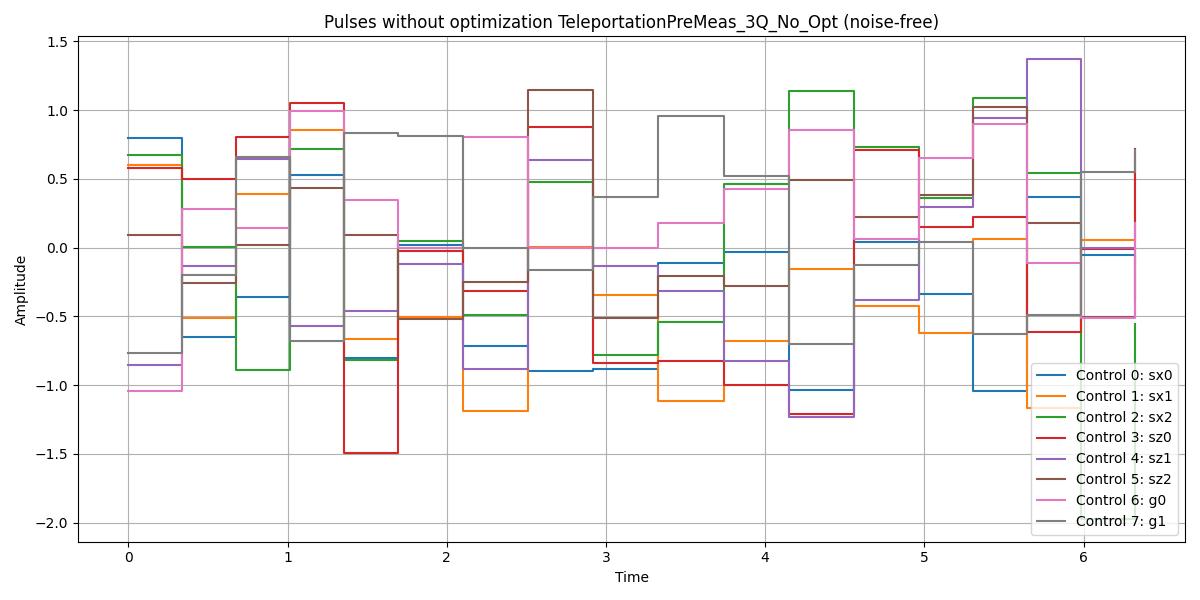 Pulses without optimization TeleportationPreMeas_3Q_No_Opt (noise-free)
1.5
1.0
0.5
0.0
−0.5
−1.0
−1.5
−2.0
Amplitude
Control 0: sx0
Control 1: sx1
Control 2: sx2
Control 3: sz0
Control 4: sz1
Control 5: sz2
Control 6: g0
Control 7: g1
0 1 2 3 4 5 6
Time